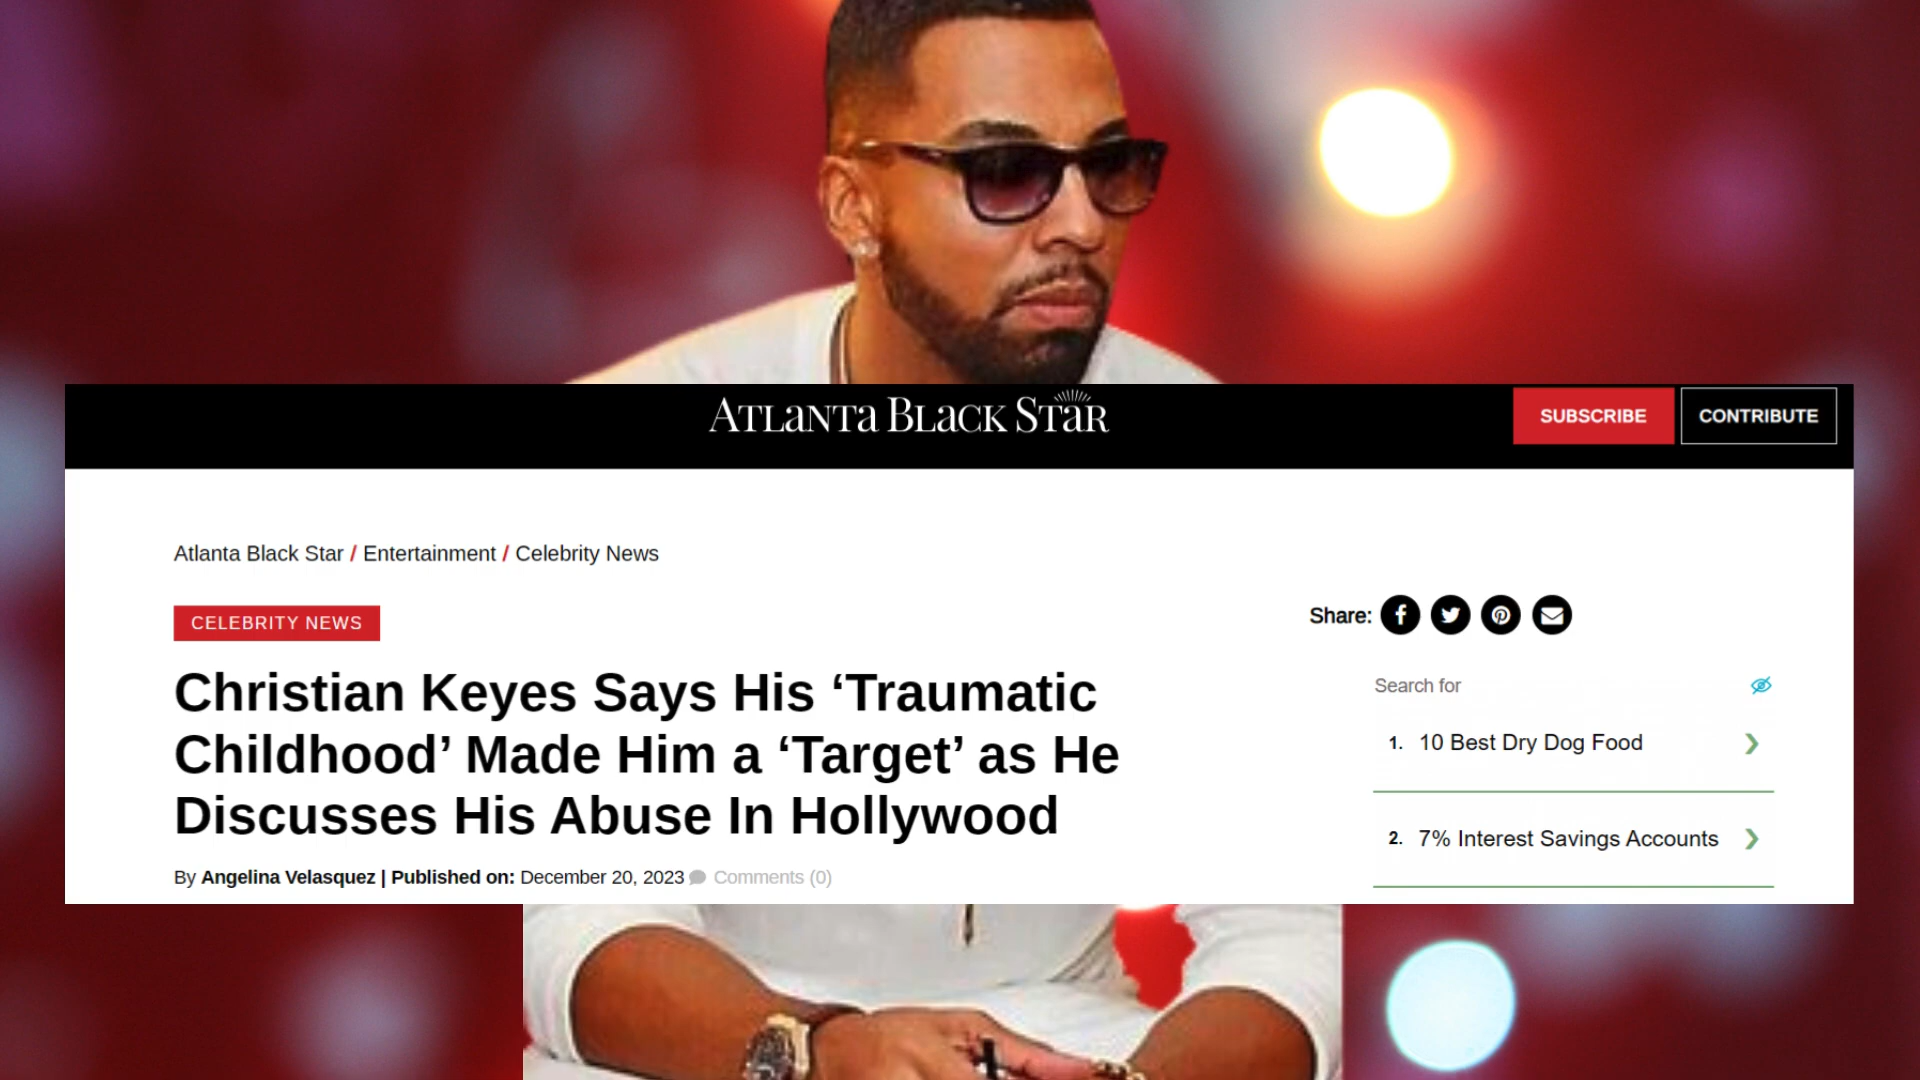 ATLANTA BLACK STAR
SUBSCRIBE
CONTRIBUTE
Atlanta Black Star / Entertainment / Celebrity News
CELEBRITY NEWS
Share:
Christian Keyes Says His ‘Traumatic
Childhood’ Made Him a ‘Target’ as He
Discusses His Abuse In Hollywood
By Angelina Velasquez | Published on: December 20, 2023 Comments (0)
Search for
1. 10 Best Dry Dog Food
2. 7% Interest Savings Accounts